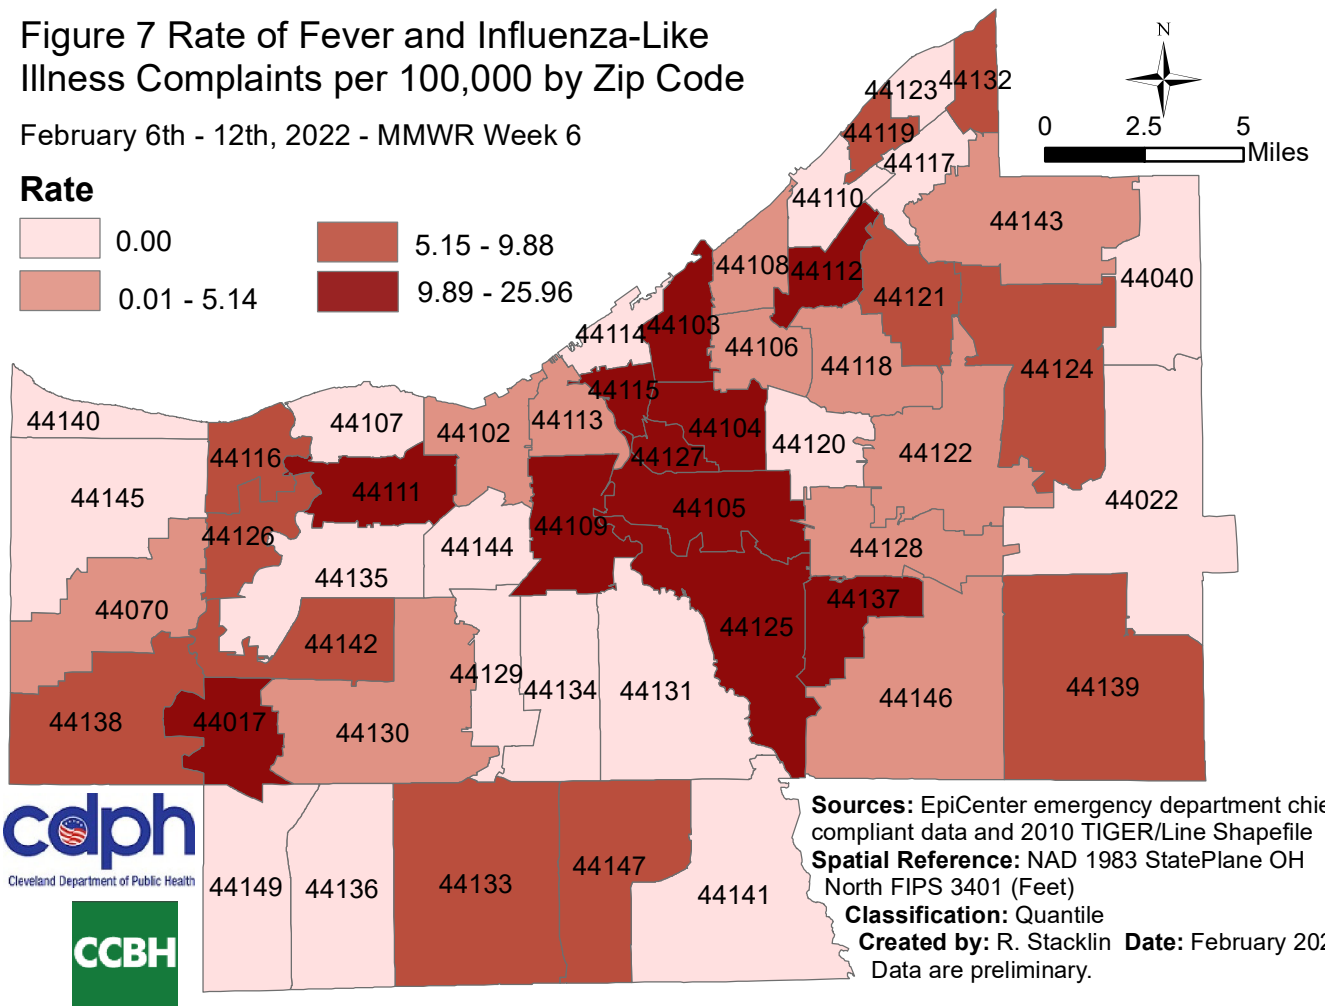 Figure 7 Rate of Fever and Influenza-Like
Illness Complaints per 100,000 by Zip Code
February 6th - 12th, 2022 - MMWR Week 6
Rate
0.00
5.15 - 9.88
0.01 - 5.14
9.89 - 25.96
N
0 2.5 5
Miles
44123
44132
44119
44117
44110
44143
44108
44112
44040
44121
44114
44103
44106
44118
44124
44115
44140
44107
44102
44113
44104
44120
44122
44116
44127
44145
44111
44022
44105
44109
44126
44144
44128
44135
44070
44137
44125
44142
44129
44134
44131
44139
44146
44138
44017
44130
44149
44136
44133
44147
44141
cdph
Cleveland Department of Public Health
CCBH
Sources: EpiCenter emergency department chie
compliant data and 2010 TIGER/Line Shapefile
Spatial Reference: NAD 1983 StatePlane OH
North FIPS 3401 (Feet)
Classification: Quantile
Created by: R. Stacklin Date: February 202
Data are preliminary.